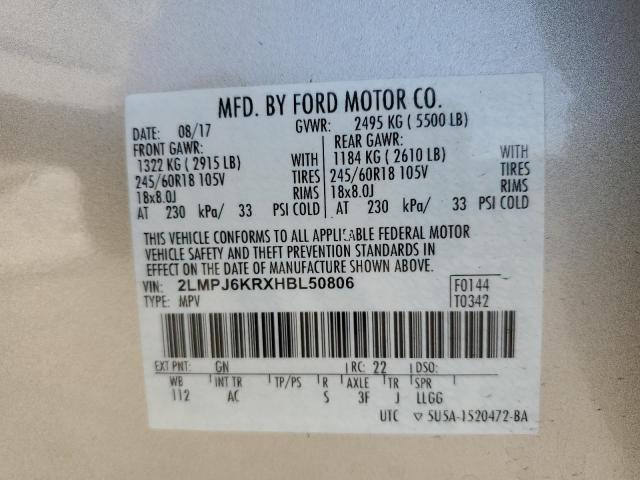 MFD. BY FORD MOTOR CO.
DATE: 08/17 GVWR: 2495 KG ( 5500 LB)
FRONT GAWR: REAR GAWR:
1322 KG ( 2915 LB) WITH 1184 KG ( 2610 LB) WITH
245/60R18 105V TIRES 245/60R18 105V TIRES
18x8.0J RIMS 18x8.0J RIMS
AT 230 kPa/ 33 PSI COLD AT 230 kPa/ 33 PSI COLD
THIS VEHICLE CONFORMS TO ALL APPLICABLE FEDERAL MOTOR
VEHICLE SAFETY AND THEFT PREVENTION STANDARDS IN
EFFECT ON THE DATE OF MANUFACTURE SHOWN ABOVE.
VIN: 2LMPJ6KRXHBL50806 F0144
TYPE: MPV T0342
EXT PNT: GN RC: 22 DSO:
WB INT TR TP/PS R AXLE TR SPR
112 AC S 3F J LLGG
UTC ▽ 5U5A-1520472-BA